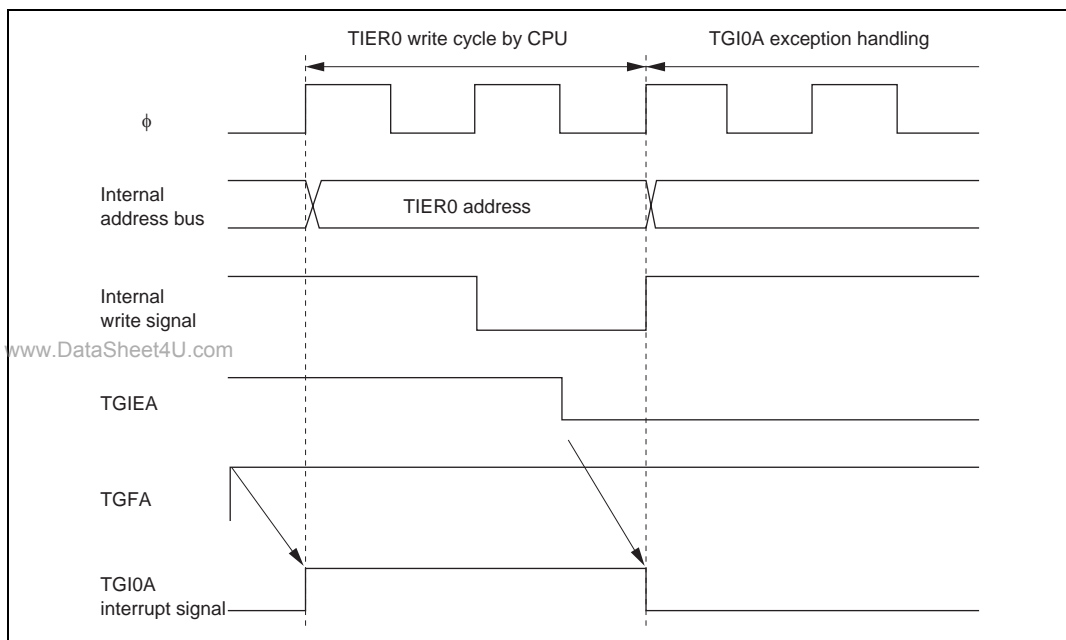 TIER0 write cycle by CPU
TGI0A exception handling
ϕ
Internal
address bus
TIER0 address
Internal
write signal
www.DataSheet4U.com
TGIEA
TGFA
TGI0A
interrupt signal